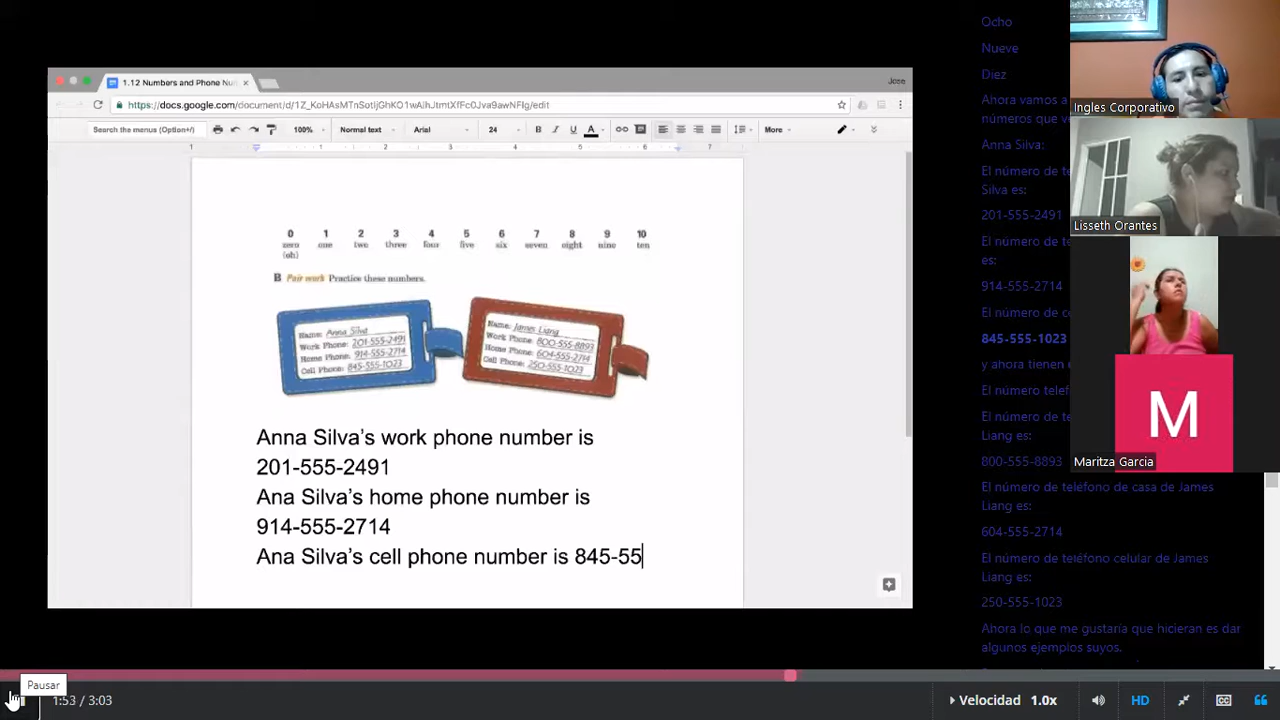 1.12 Numbers and Phone Nu
Jose
https://docs.google.com/document/d/
/edit
Search the menus (Option+/)
100%
Normal text
Arial
24
B I U A
More
1 1 2 3 4 5 6 7
0 1 2 3 4 5 6 7 8 9 10
zero one two three four five six seven eight nine ten
(oh)
B Pair work Practice these numbers.
Name: Anna Silva
Work Phone: 201-555-2491
Home Phone: 914-555-2714
Cell Phone: 845-555-1023
Name: James Liang
Work Phone: 800-555-8893
Home Phone: 604-555-2714
Cell Phone: 250-555-1023
Anna Silva's work phone number is
201-555-2491
Ana Silva's home phone number is
914-555-2714
Ana Silva's cell phone number is 845-55
Ocho
Nueve
Diez
Ahora vamos a
números que
Anna Silva:
El número de
Silva es:
201-555-2491
El número de
es:
914-555-2714
El número de
845-555-1023
y ahora tienen
El número
El número de
Liang es:
800-555-8893
El número de teléfono de casa de James
Liang es:
604-555-2714
El número de teléfono celular de James
Liang es:
250-555-1023
Ahora lo que me gustaría que hicieran es dar
algunos ejemplos suyos.
Ingles Corporativo
Lisseth Orantes
M
Maritza Garcia
Pausar
1:53 / 3:03
Velocidad 1.0x
HD
CC